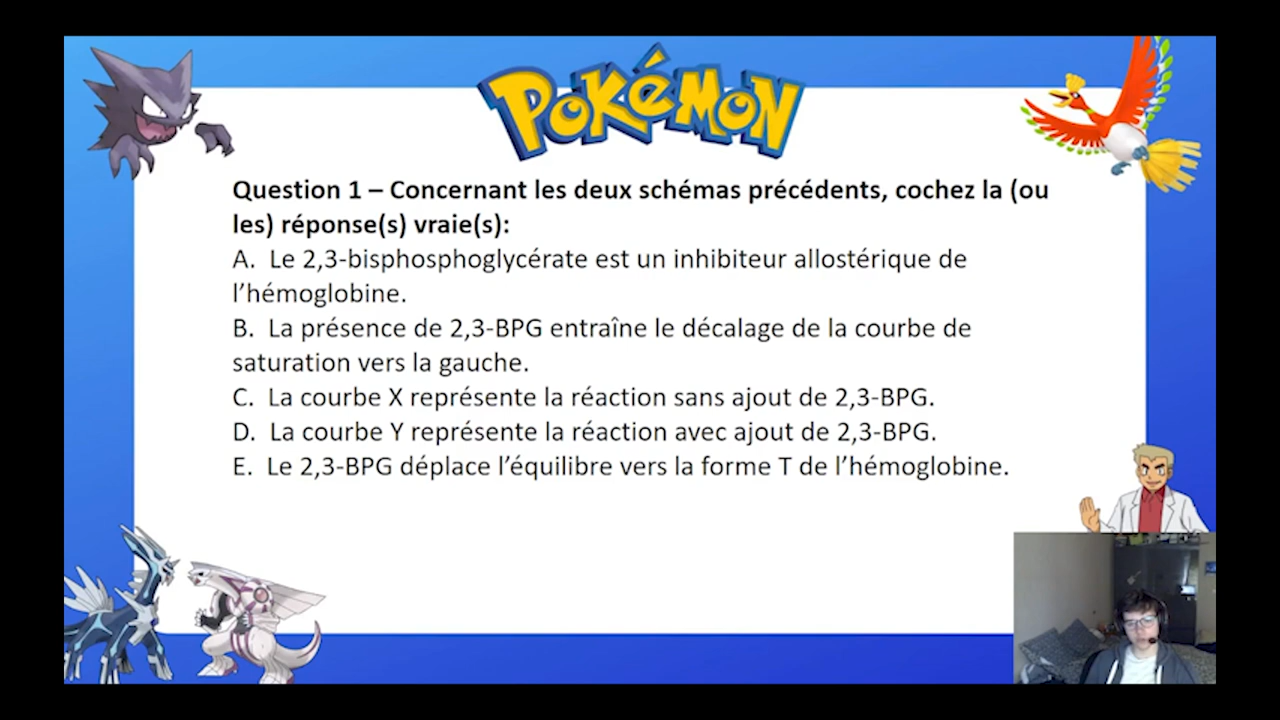 POKéMON
Question 1 – Concernant les deux schémas précédents, cochez la (ou
les) réponse(s) vraie(s):
A. Le 2,3-bisphosphoglycérate est un inhibiteur allostérique de
l’hémoglobine.
B. La présence de 2,3-BPG entraîne le décalage de la courbe de
saturation vers la gauche.
C. La courbe X représente la réaction sans ajout de 2,3-BPG.
D. La courbe Y représente la réaction avec ajout de 2,3-BPG.
E. Le 2,3-BPG déplace l’équilibre vers la forme T de l’hémoglobine.